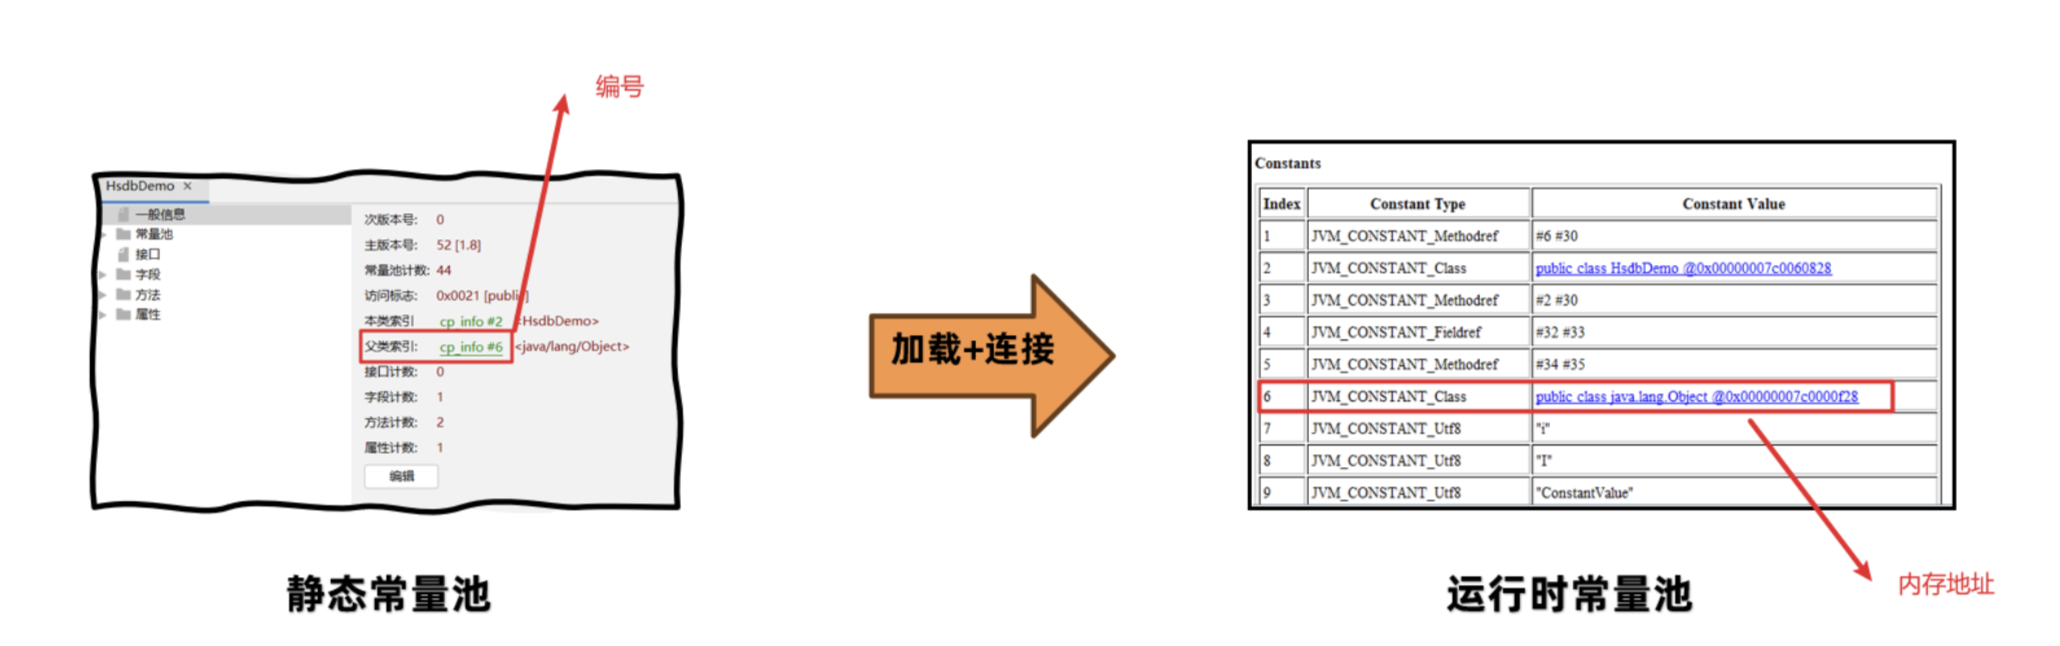 编号
HsdbDemo ×
一般信息
常量池
接口
字段
方法
属性
次版本号: 0
主版本号: 52 [1.8]
常量池计数: 44
访问标志: 0x0021 [public]
本类索引 cp_info #2 <HsdbDemo>
父类索引: cp_info #6 <java/lang/Object>
接口计数: 0
字段计数: 1
方法计数: 2
属性计数: 1
编辑
静态常量池
加载+连接
Constants
Index Constant Type Constant Value
1 JVM_CONSTANT_Methodref #6 #30
2 JVM_CONSTANT_Class public class HsdbDemo @0x00000007c0060828
3 JVM_CONSTANT_Methodref #2 #30
4 JVM_CONSTANT_Fieldref #32 #33
5 JVM_CONSTANT_Methodref #34 #35
6 JVM_CONSTANT_Class public class java.lang.Object @0x00000007c0000f28
7 JVM_CONSTANT_Utf8 "i"
8 JVM_CONSTANT_Utf8 "I"
9 JVM_CONSTANT_Utf8 "ConstantValue"
运行时常量池
内存地址